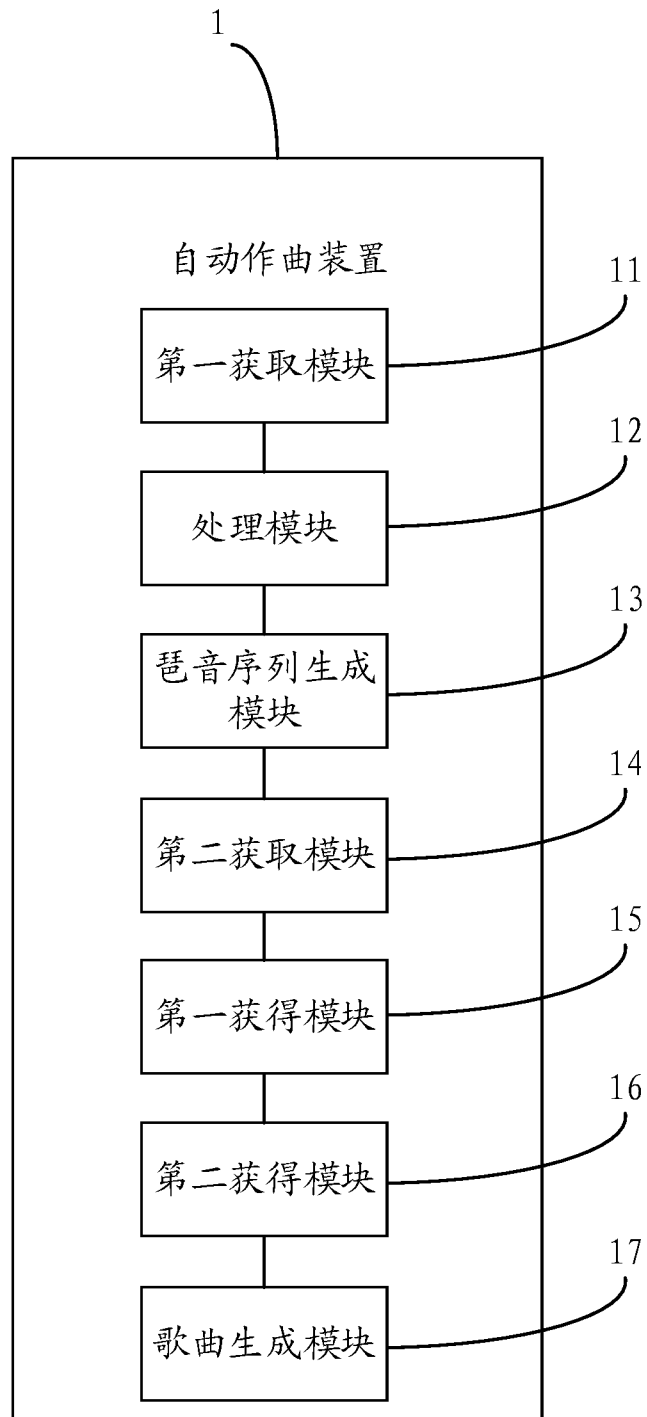 1
自动作曲装置
11
第一获取模块
12
处理模块
13
琶音序列生成
模块
14
第二获取模块
15
第一获得模块
16
第二获得模块
17
歌曲生成模块